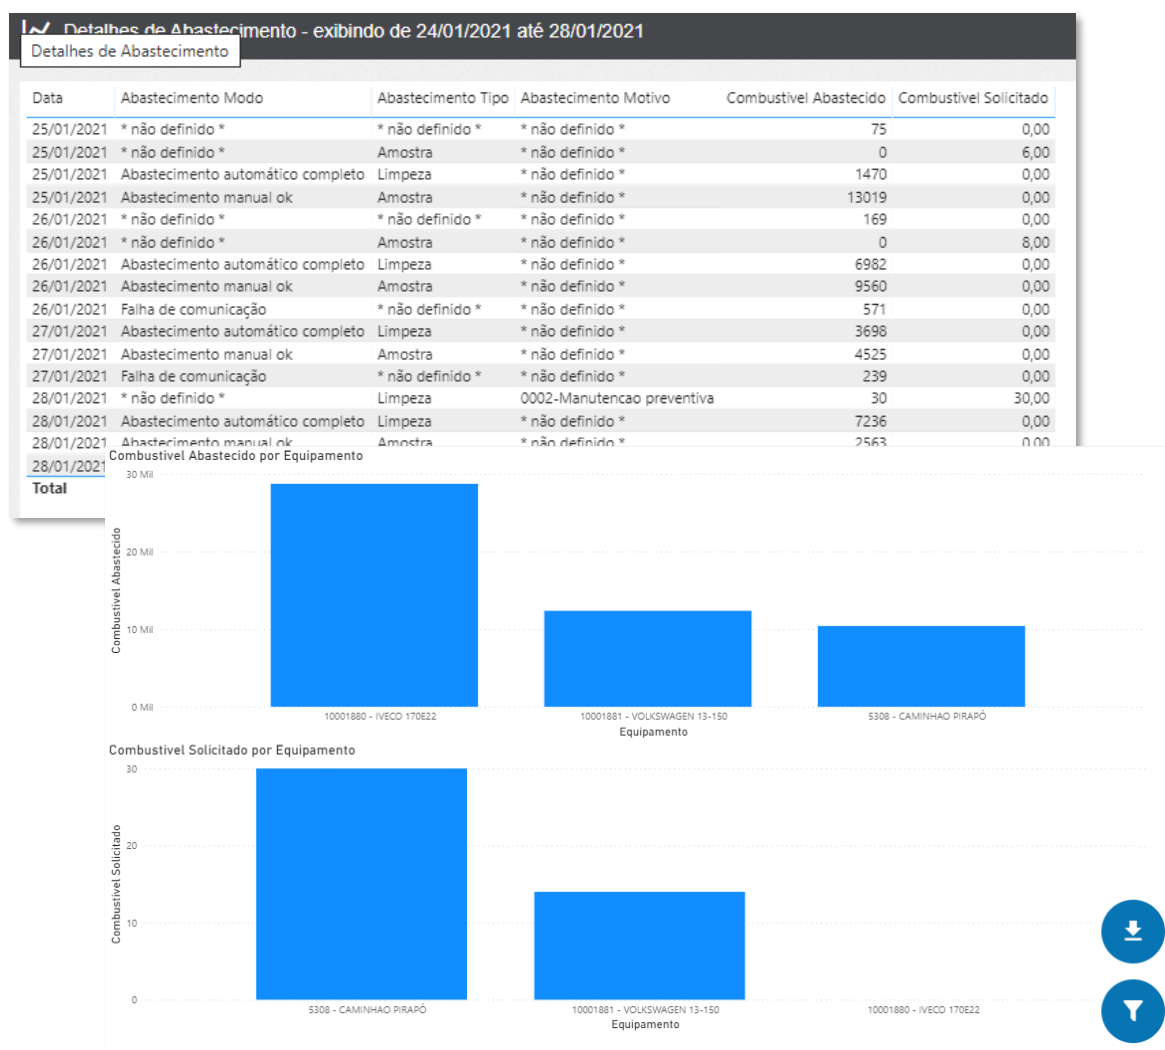 Detalhes de Abastecimento - exibindo de 24/01/2021 até 28/01/2021
Detalhes de Abastecimento
Data Abastecimento Modo Abastecimento Tipo Abastecimento Motivo Combustivel Abastecido Combustivel Solicitado
25/01/2021 * não definido * * não definido * * não definido * 75 0,00
25/01/2021 * não definido * Amostra * não definido * 0 6,00
25/01/2021 Abastecimento automático completo Limpeza * não definido * 1470 0,00
25/01/2021 Abastecimento manual ok Amostra * não definido * 13019 0,00
26/01/2021 * não definido * * não definido * * não definido * 169 0,00
26/01/2021 * não definido * Amostra * não definido * 0 8,00
26/01/2021 Abastecimento automático completo Limpeza * não definido * 6982 0,00
26/01/2021 Abastecimento manual ok Amostra * não definido * 9560 0,00
26/01/2021 Falha de comunicação * não definido * * não definido * 571 0,00
27/01/2021 Abastecimento automático completo Limpeza * não definido * 3698 0,00
27/01/2021 Abastecimento manual ok Amostra * não definido * 4525 0,00
27/01/2021 Falha de comunicação * não definido * * não definido * 239 0,00
28/01/2021 * não definido * Limpeza 0002-Manutencao preventiva 30 30,00
28/01/2021 Abastecimento automático completo Limpeza * não definido * 7236 0,00
28/01/2021 Abastecimento manual ok Amostra * não definido * 2563 0,00
28/01/2021
Total
Combustivel Abastecido por Equipamento
30 Mil
20 Mil
10 Mil
0 Mil
Combustivel Abastecido
10001880 - IVECO 170E22 10001881 - VOLKSWAGEN 13-150 5308 - CAMINHAO PIRAPÓ
Equipamento
Combustivel Solicitado por Equipamento
30
20
10
0
Combustivel Solicitado
5308 - CAMINHAO PIRAPÓ 10001881 - VOLKSWAGEN 13-150 10001880 - IVECO 170E22
Equipamento